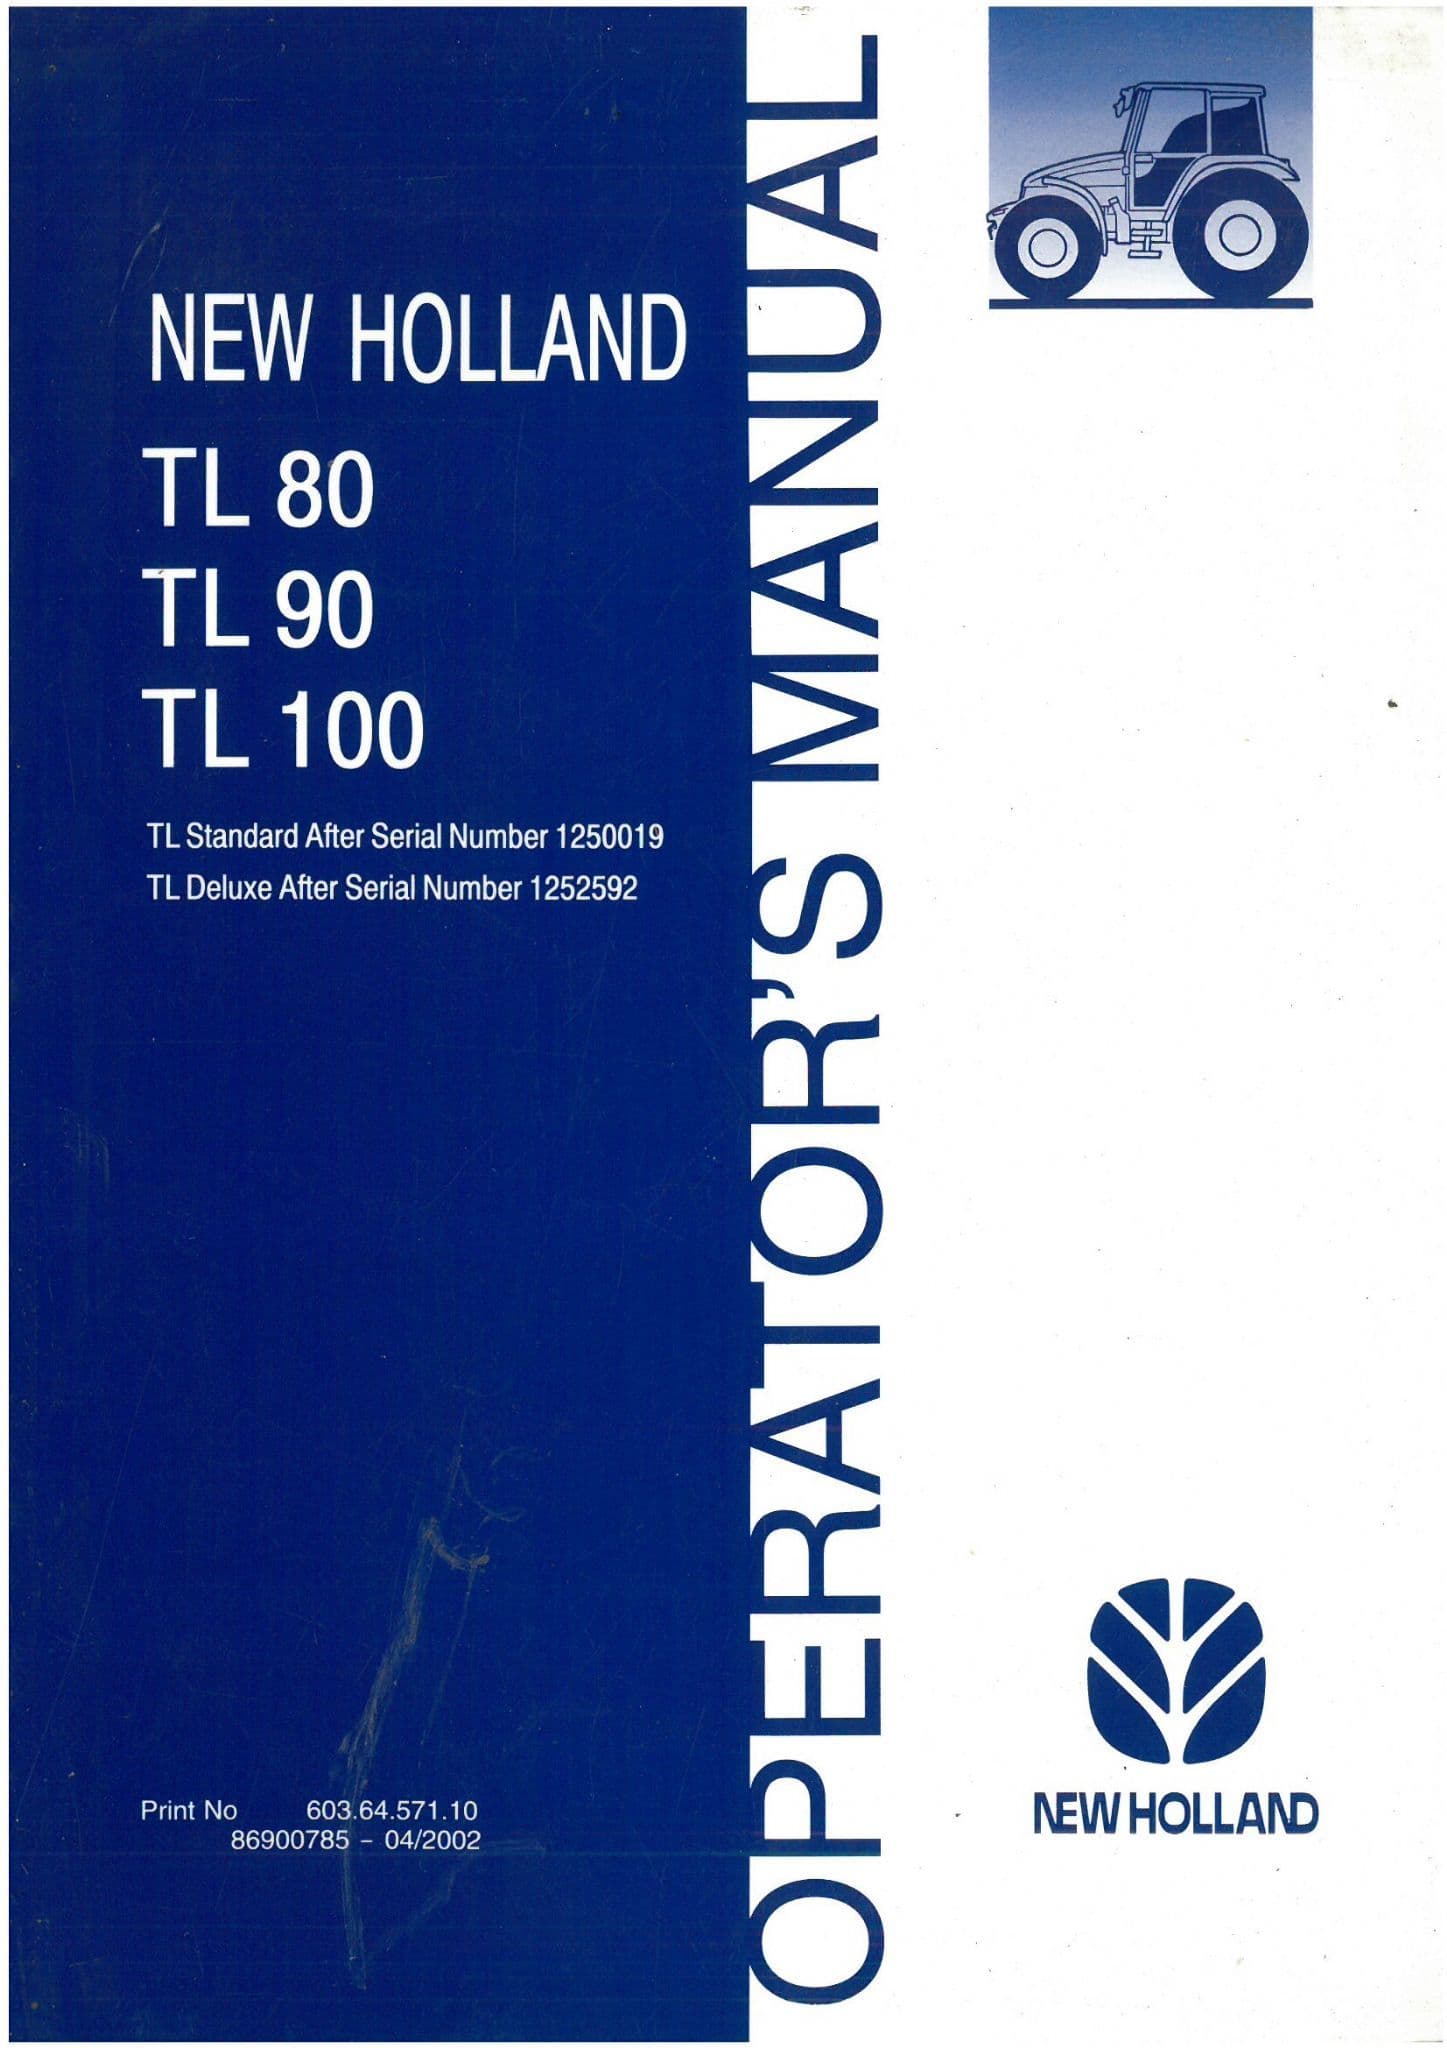 NEW HOLLAND
TL 80
TL 90
TL 100
TL Standard After Serial Number 1250019
TL Deluxe After Serial Number 1252592
Print No 603.64.571.10
86900785 – 04/2002
OPERATOR'S MANUAL
NEW HOLLAND